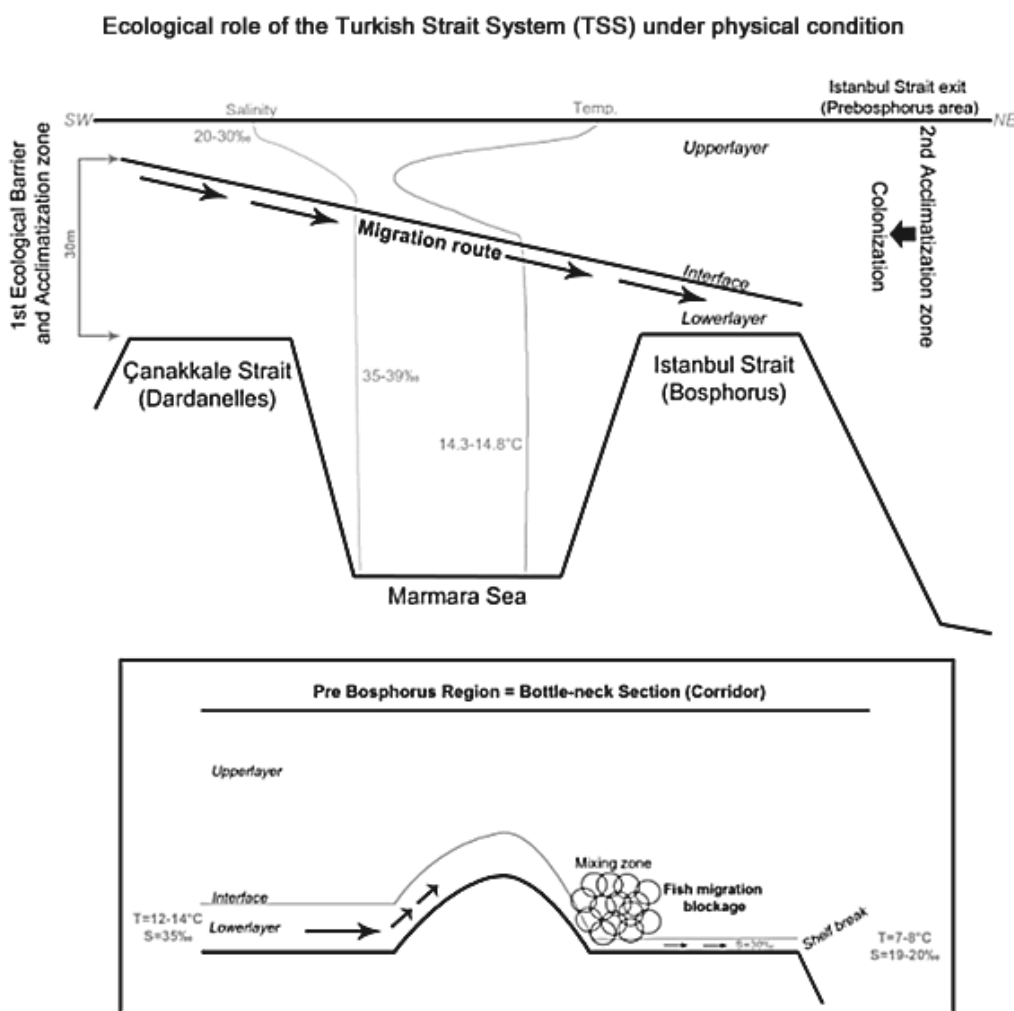 Ecological role of the Turkish Strait System (TSS) under physical condition
Istanbul Strait exit
(Prebosphorus area)
SW
Salinity
Temp.
NE
20-30‰
Upperlayer
1st Ecological Barrier
and Acclimatization zone
30m
Migration route
Interface
Lowerlayer
Colonization
2nd Acclimatization zone
Çanakkale Strait
(Dardanelles)
35-39‰
Istanbul Strait
(Bosphorus)
14.3-14.8°C
Marmara Sea
Pre Bosphorus Region = Bottle-neck Section (Corridor)
Upperlayer
Mixing zone
Fish migration
blockage
Interface
T=12-14°C
S=35‰
Lowerlayer
S=30‰
Shelf break
T=7-8°C
S=19-20‰